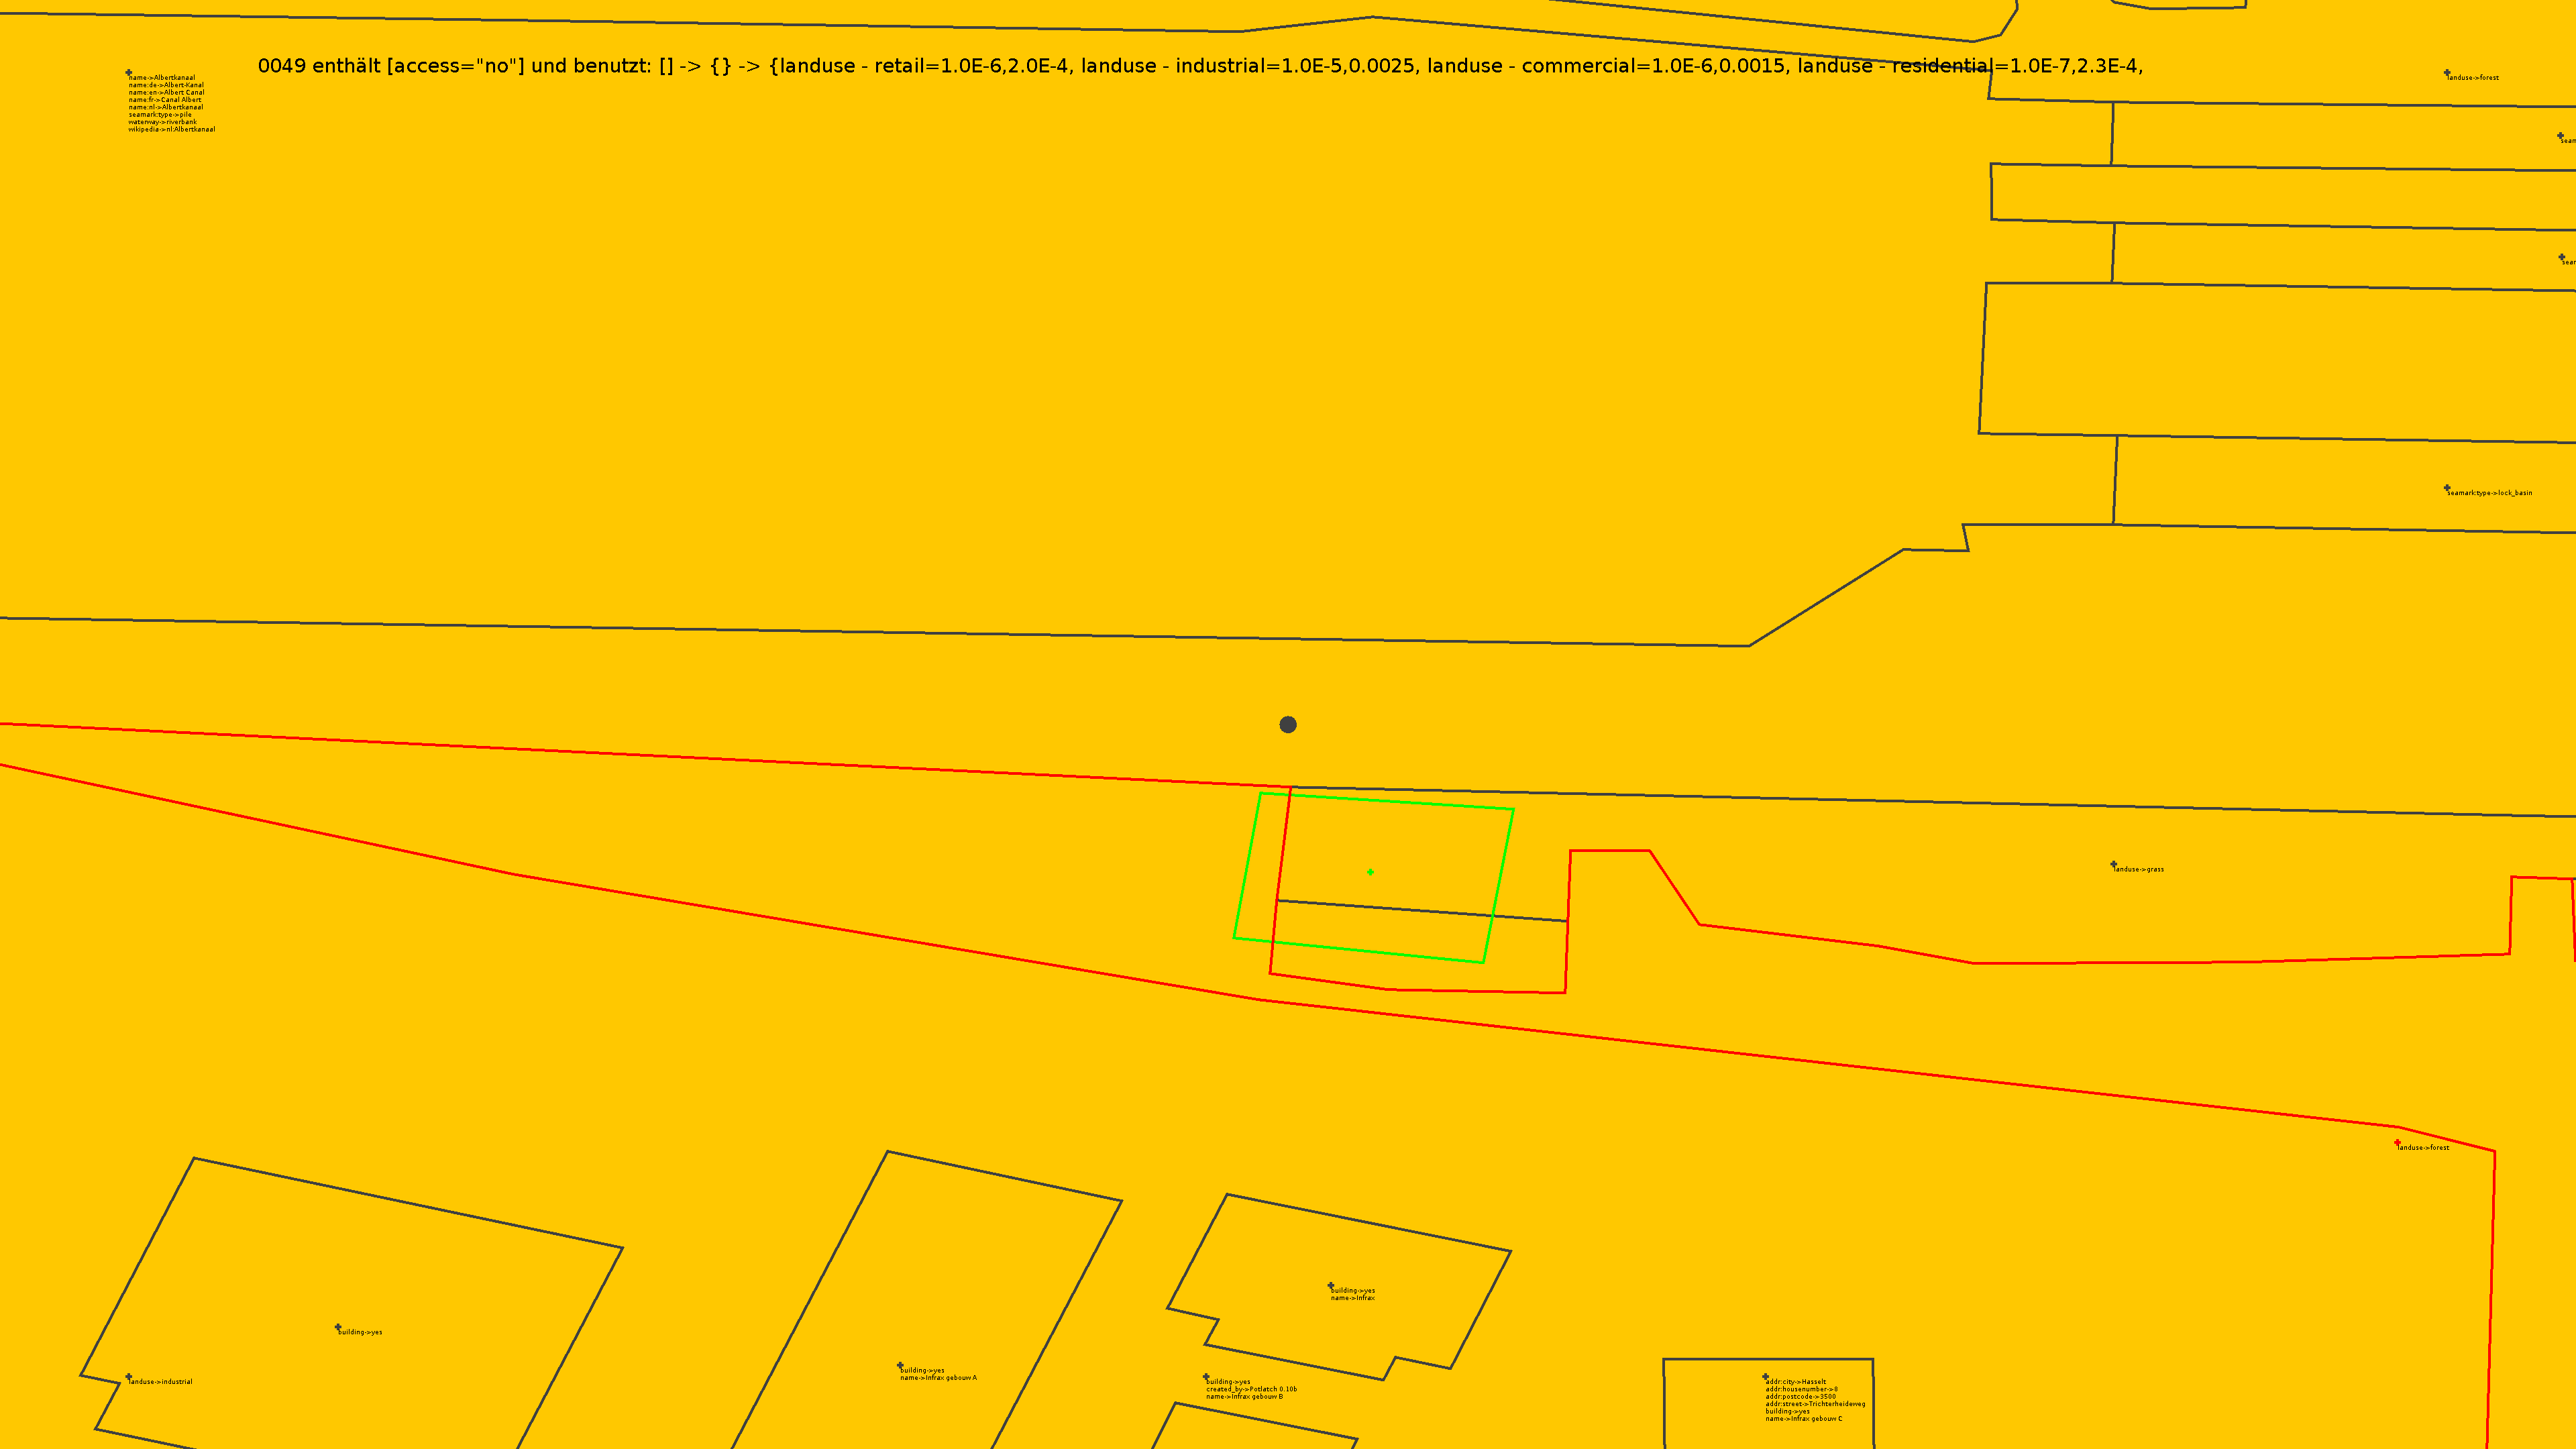 0049 enthält [access="no"] und benutzt: [] -> {} -> {landuse - retail=1.0E-6,2.0E-4, landuse - industrial=1.0E-5,0.0025, landuse - commercial=1.0E-6,0.0015, landuse - residential=1.0E-7,2.3E-4,
name->Albertkanaal
name:de->Albert-Kanal
name:en->Albert Canal
name:fr->Canal Albert
name:nl->Albertkanaal
seamark:type->pile
waterway->riverbank
wikipedia->nl:Albertkanaal
landuse->forest
seamark:type->lock_basin
landuse->grass
landuse->forest
building->yes
name->Infrax
building->yes
building->yes
name->Infrax gebouw A
landuse->industrial
building->yes
created_by->Potlatch 0.10b
name->Infrax gebouw B
addr:city->Hasselt
addr:housenumber->8
addr:postcode->3500
addr:street->Trichterheideweg
building->yes
name->Infrax gebouw C